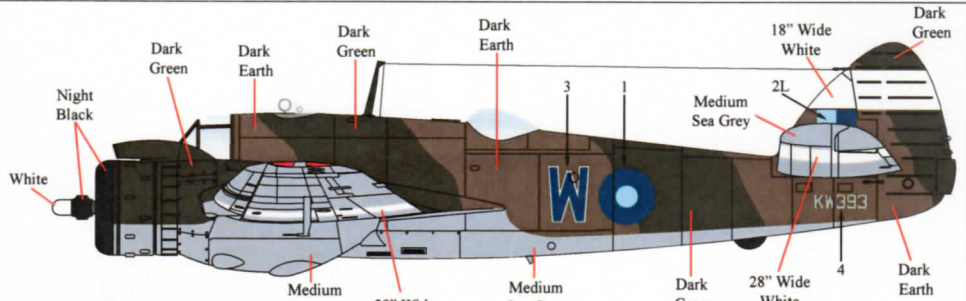 Dark
Green
18" Wide
White
Dark
Green
Dark
Earth
Dark
Green
Dark
Earth
Night
Black
3
1
2L
Medium
Sea Grey
White
W
KW393
Medium
Medium
Dark
28" Wide
White
4
Dark
Earth